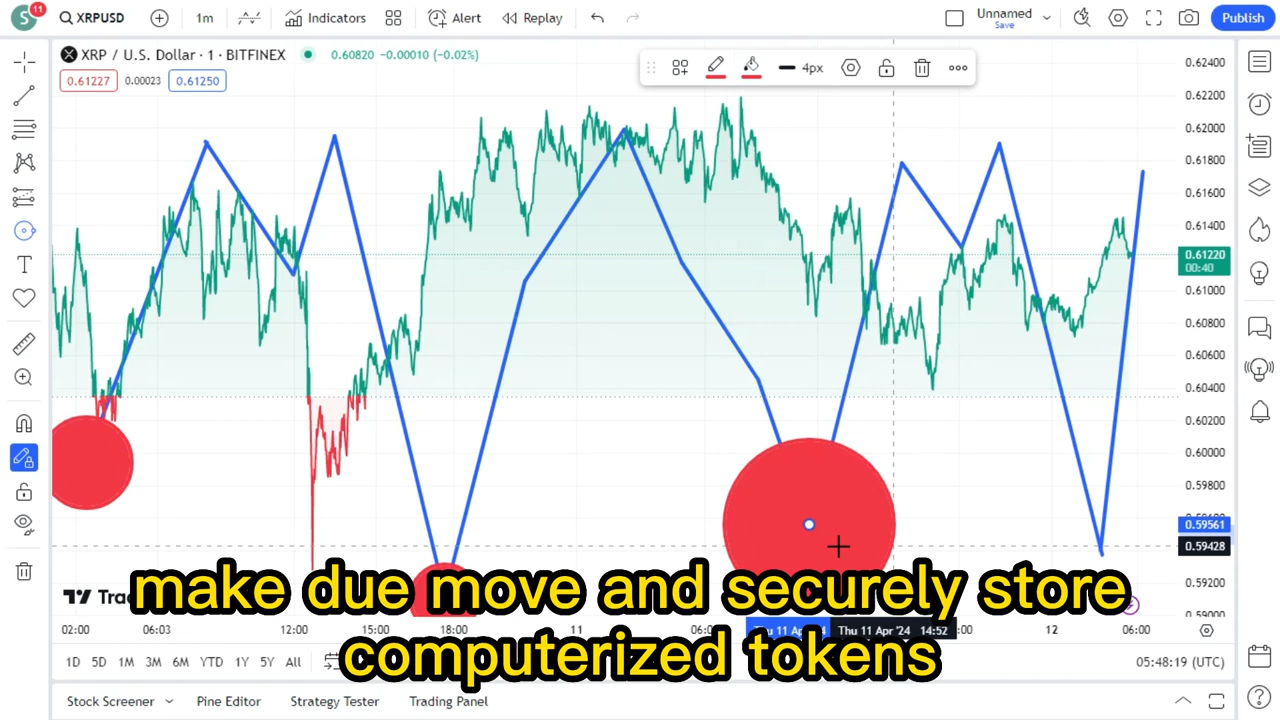 S 11 XRPUSD 1m Indicators Alert Replay Unnamed Save Publish
XRP / U.S. Dollar · 1 · BITFINEX 0.60820 −0.00010 (−0.02%)
0.61227 0.00023 0.61250
4px
0.62400
0.62200
0.62000
0.61800
0.61600
0.61400
0.61220
00:40
0.61000
0.60800
0.60600
0.60400
0.60200
0.60000
0.59800
0.59561
0.59428
0.59200
0.59000
make due move and securely store
computerized tokens
02:00 06:03 12:00 15:00 18:00 11 Thu 11 Apr '24 14:52 12 06:00
1D 5D 1M 3M 6M YTD 1Y 5Y All 05:48:19 (UTC)
Stock Screener Pine Editor Strategy Tester Trading Panel